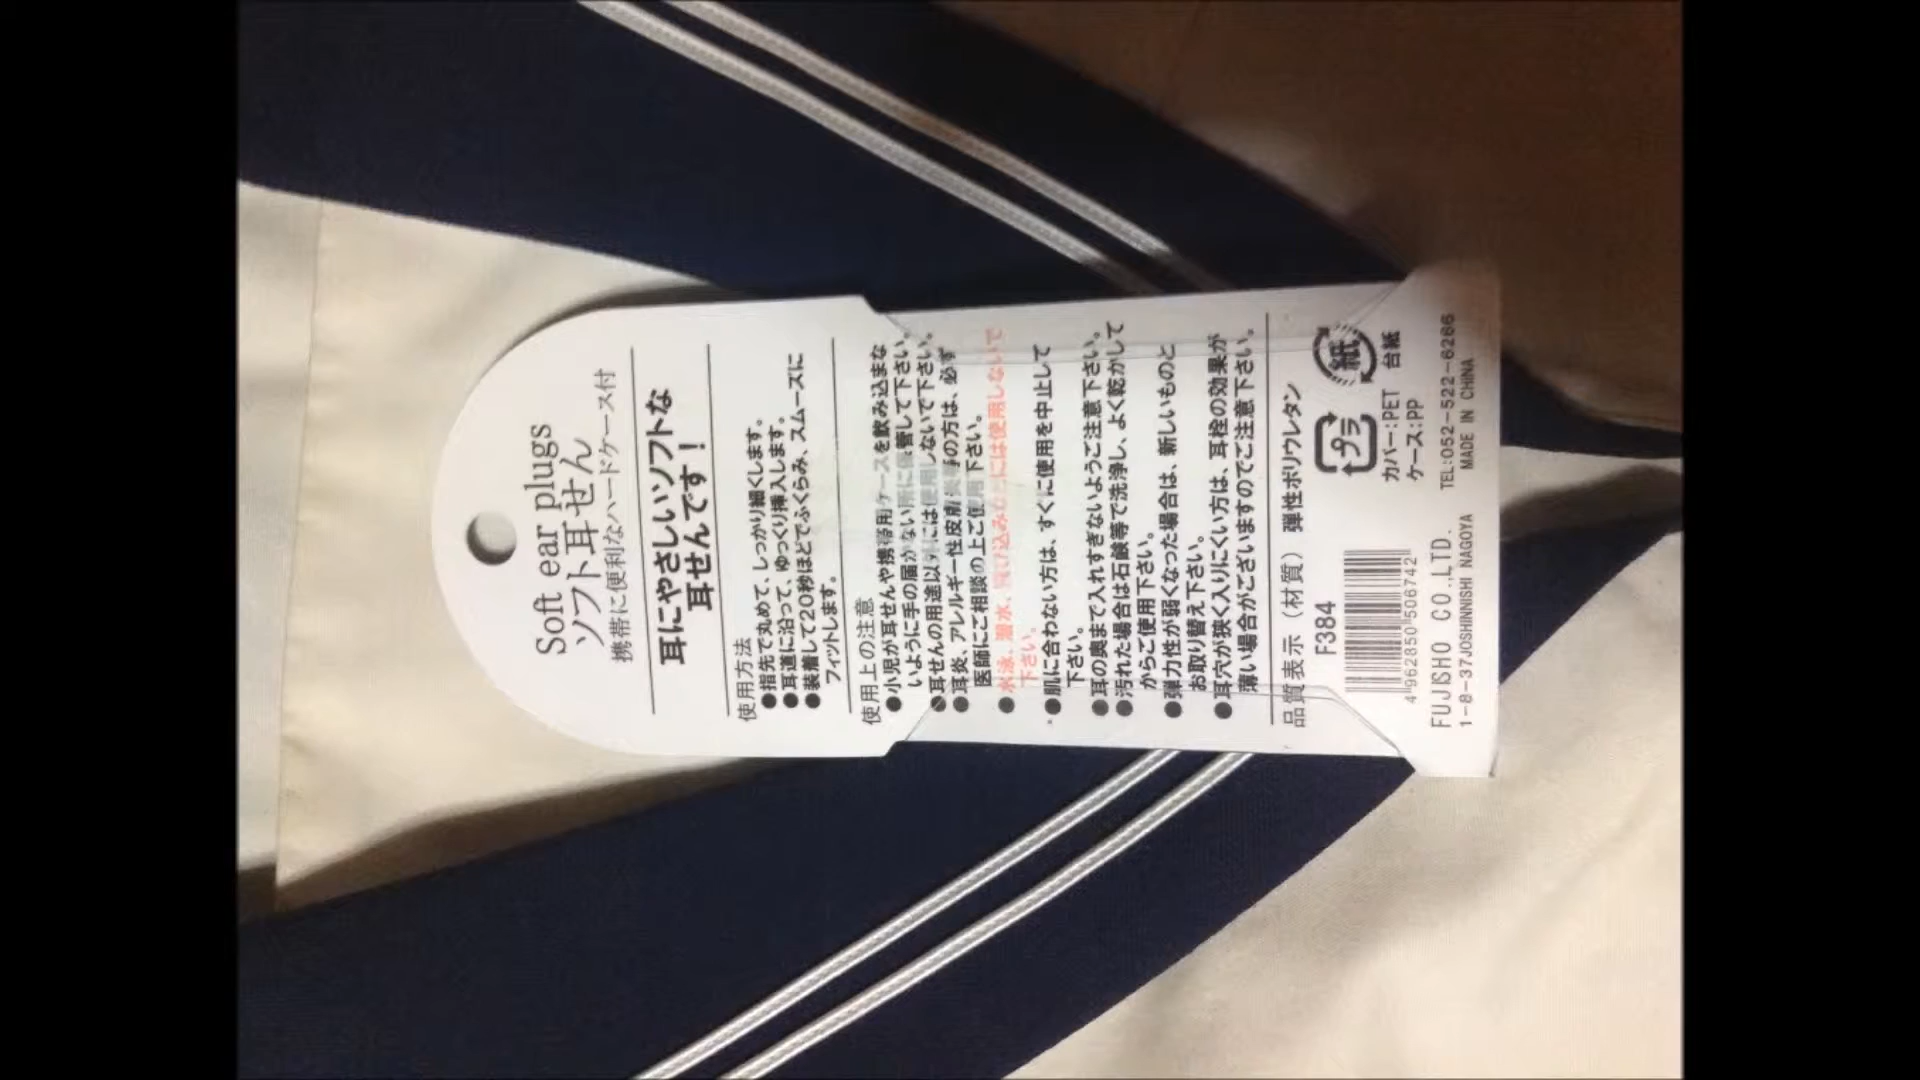 Soft ear plugs
ソフト耳せん
携帯に便利なハードケース付
耳にやさしいソフトな
耳せんです！
使用方法
●指先で丸めて、しっかり細くします。
●耳道に沿って、ゆっくり挿入します。
●装着して20秒ほどでふくらみ、スムーズに
フィットします。
使用上の注意
●小児が耳せんや携帯用ケースを飲み込まな
いように手の届かない所に保管して下さい。
●耳せんの用途以外には使用しないで下さい。
●耳炎、アレルギー性皮膚炎等の方は、必ず
医師にご相談の上ご使用下さい。
●水泳、潜水、飛び込みなどには使用しないで
下さい。
●肌に合わない方は、すぐに使用を中止して
下さい。
●耳の奥まで入れすぎないようご注意下さい。
●汚れた場合は石鹸等で洗浄し、よく乾かして
からご使用下さい。
●弾力性が弱くなった場合は、新しいものと
お取り替え下さい。
●耳穴が狭く入りにくい方は、耳栓の効果が
薄い場合がございますのでご注意下さい。
品質表示（材質） 弾性ポリウレタン
F384
プラ
紙
カバー:PET 台紙
ケース:PP
4 962850 506742
FUJISHO CO.,LTD. TEL:052-522-6266
1-8-37JOSHINNISHI NAGOYA MADE IN CHINA